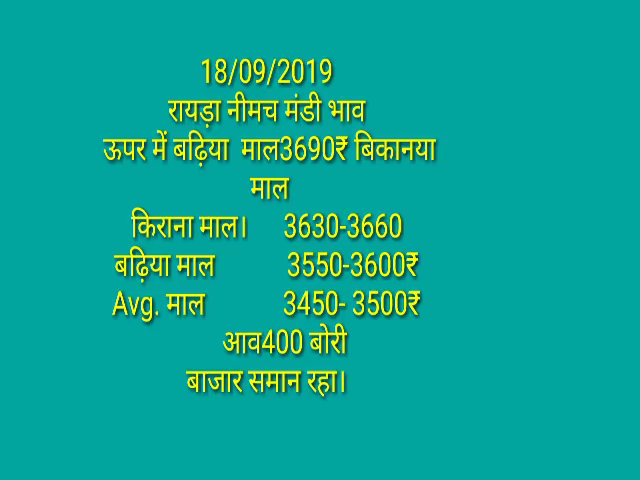 18/09/2019
रायड़ा नीमच मंडी भाव
ऊपर में बढ़िया माल3690₹ बिकानया
माल
किराना माल। 3630-3660
बढ़िया माल 3550-3600₹
Avg. माल 3450- 3500₹
आव400 बोरी
बाजार समान रहा।